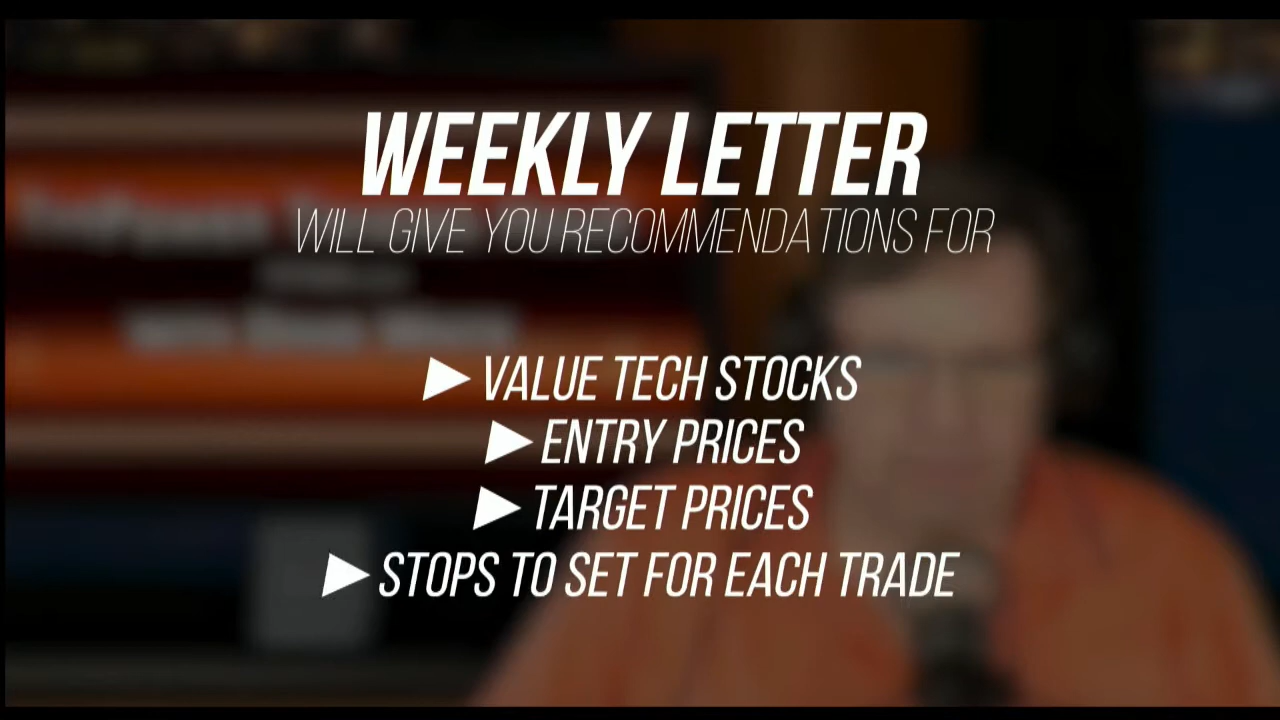 WEEKLY LETTER
WILL GIVE YOU RECOMMENDATIONS FOR
▶ VALUE TECH STOCKS
▶ ENTRY PRICES
▶ TARGET PRICES
▶ STOPS TO SET FOR EACH TRADE